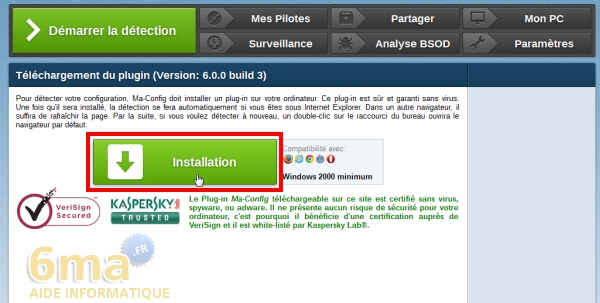 Démarrer la détection
Mes Pilotes
Partager
Mon PC
Surveillance
Analyse BSOD
Paramètres
Téléchargement du plugin (Version: 6.0.0 build 3)
Pour détecter votre configuration, Ma-Config doit installer un plug-in sur votre ordinateur. Ce plug-in est sûr et garanti sans virus.
Une fois qu'il sera installé, la détection se fera automatiquement si vous êtes sous Internet Explorer. Dans un autre navigateur, il
suffira de rafraîchir la page. Par la suite, si vous voulez détecter à nouveau, un double-clic sur le raccourci du bureau ouvrira le
navigateur par défaut.
Installation
Compatibilité avec:
Windows 2000 minimum
VeriSign
Secured
KASPERSKY lab
TRUSTED
Le Plug-in Ma-Config téléchargeable sur ce site est certifié sans virus,
spyware, ou adware. Il ne présente aucun risque de sécurité pour votre
ordinateur, c'est pourquoi il bénéficie d'une certification auprès de
VeriSign et il est white-listé par Kaspersky Lab®.
6ma .FR
AIDE INFORMATIQUE